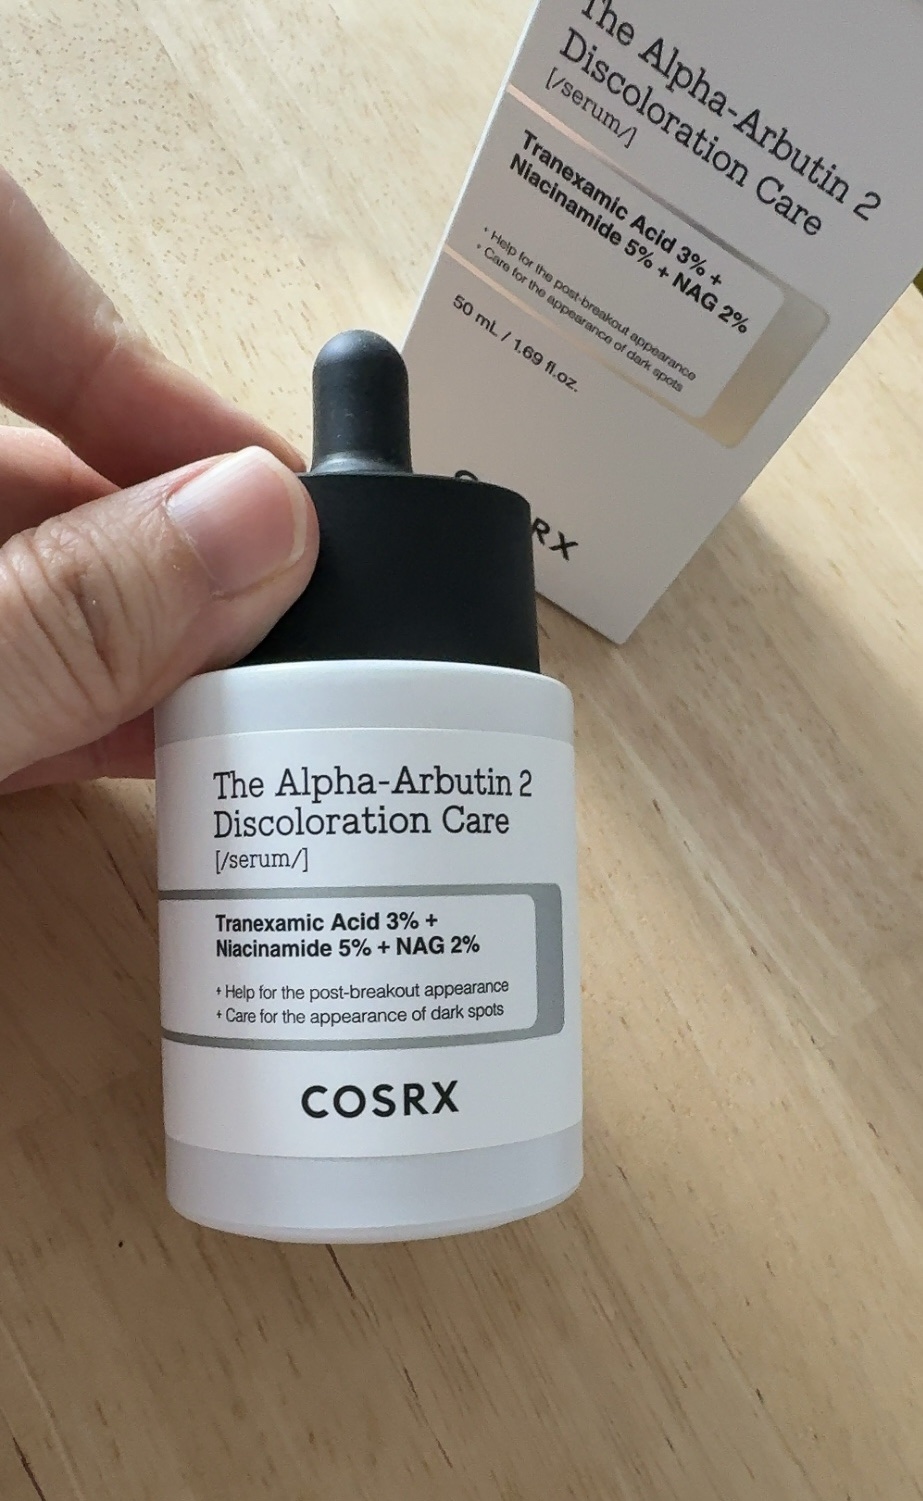 The Alpha-Arbutin 2
Discoloration Care
[/serum/]
Tranexamic Acid 3% +
Niacinamide 5% + NAG 2%
+ Help for the post-breakout appearance
+ Care for the appearance of dark spots
50 mL / 1.69 fl.oz.
RX
The Alpha-Arbutin 2
Discoloration Care
[/serum/]
Tranexamic Acid 3% +
Niacinamide 5% + NAG 2%
+ Help for the post-breakout appearance
+ Care for the appearance of dark spots
COSRX